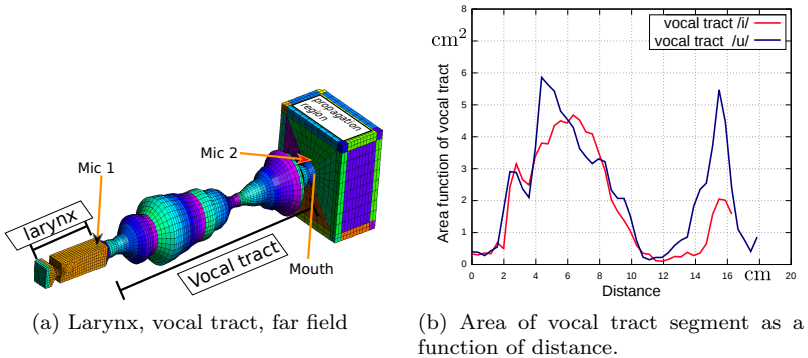 propagation
region
Mic 2
Mic 1
larynx
Vocal tract
Mouth
(a) Larynx, vocal tract, far field
cm²
Area function of vocal tract
vocal tract /i/
vocal tract /u/
8
7
6
5
4
3
2
1
0
0 2 4 6 8 10 12 14 16 18 20
cm
Distance
(b) Area of vocal tract segment as a
function of distance.